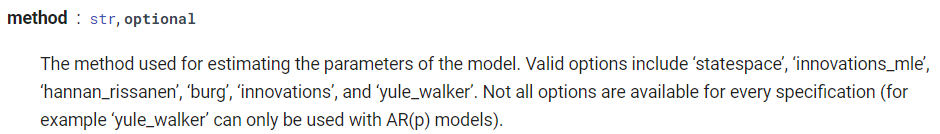 method : str, optional
The method used for estimating the parameters of the model. Valid options include ‘statespace’, ‘innovations_mle’,
‘hannan_rissanen’, ‘burg’, ‘innovations’, and ‘yule_walker’. Not all options are available for every specification (for
example ‘yule_walker’ can only be used with AR(p) models).